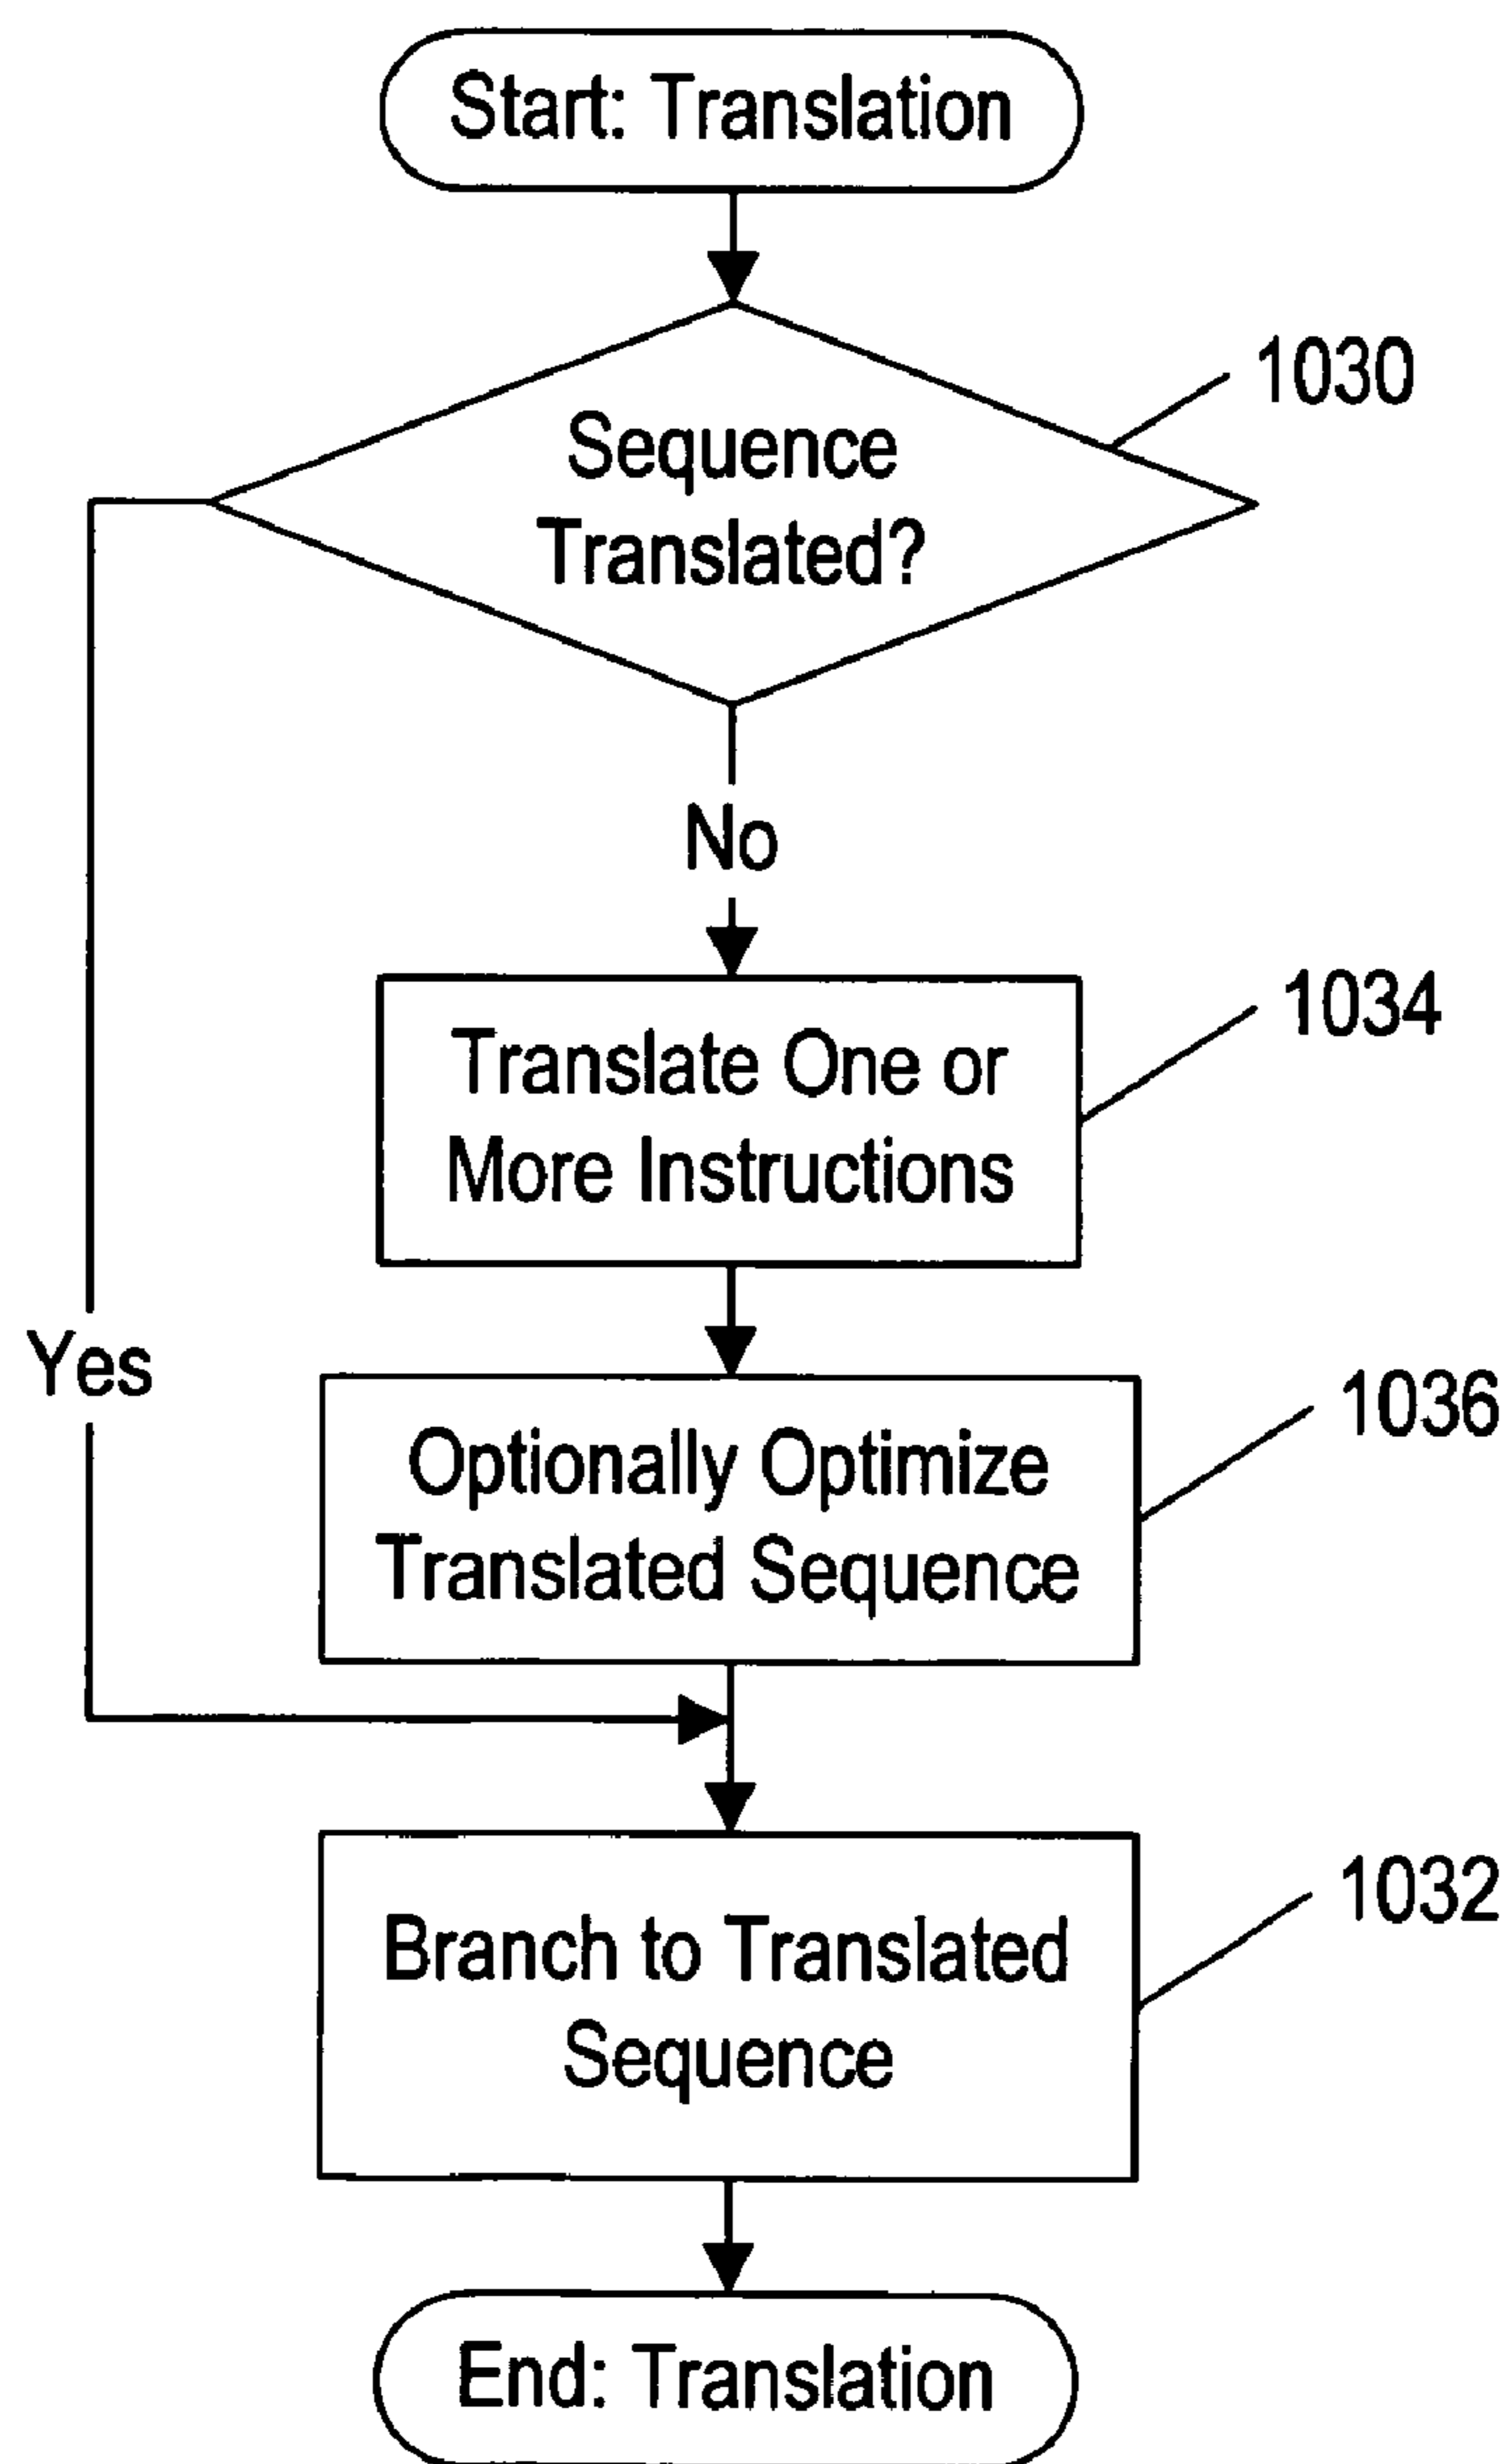 Start: Translation
1030
Sequence
Translated?
No
1034
Translate One or
More Instructions
Yes
1036
Optionally Optimize
Translated Sequence
1032
Branch to Translated
Sequence
End: Translation